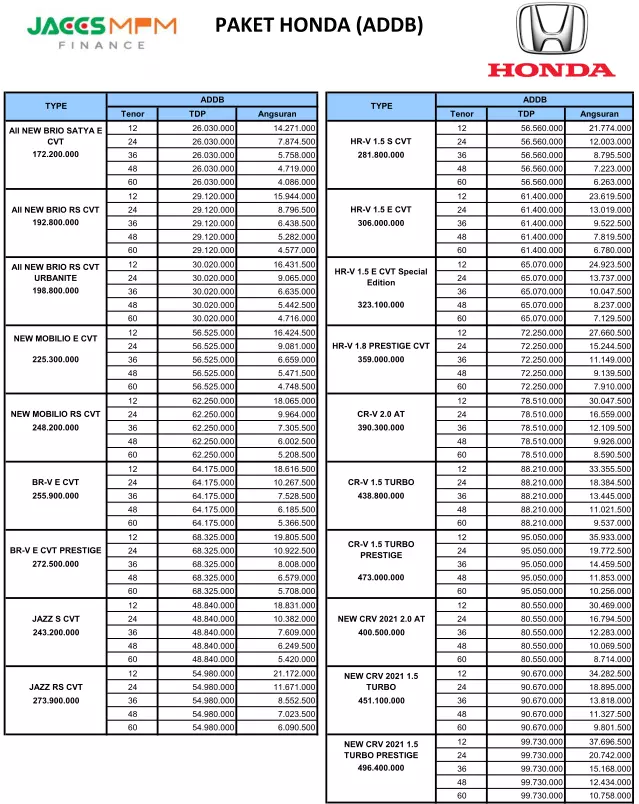 JACCS MPM
FINANCE
PAKET HONDA (ADDB)
HONDA
TYPE ADDB
Tenor TDP Angsuran
All NEW BRIO SATYA E CVT
172.200.000
12 26.030.000 14.271.000
24 26.030.000 7.874.500
36 26.030.000 5.758.000
48 26.030.000 4.719.000
60 26.030.000 4.086.000
All NEW BRIO RS CVT
192.800.000
12 29.120.000 15.944.000
24 29.120.000 8.796.500
36 29.120.000 6.438.500
48 29.120.000 5.282.000
60 29.120.000 4.577.000
All NEW BRIO RS CVT
URBANITE
198.800.000
12 30.020.000 16.431.500
24 30.020.000 9.065.000
36 30.020.000 6.635.000
48 30.020.000 5.442.500
60 30.020.000 4.716.000
NEW MOBILIO E CVT
225.300.000
12 56.525.000 16.424.500
24 56.525.000 9.081.000
36 56.525.000 6.659.000
48 56.525.000 5.471.500
60 56.525.000 4.748.500
NEW MOBILIO RS CVT
248.200.000
12 62.250.000 18.065.000
24 62.250.000 9.964.000
36 62.250.000 7.305.500
48 62.250.000 6.002.500
60 62.250.000 5.208.500
BR-V E CVT
255.900.000
12 64.175.000 18.616.500
24 64.175.000 10.267.500
36 64.175.000 7.528.500
48 64.175.000 6.185.500
60 64.175.000 5.366.500
BR-V E CVT PRESTIGE
272.500.000
12 68.325.000 19.805.500
24 68.325.000 10.922.500
36 68.325.000 8.008.000
48 68.325.000 6.579.000
60 68.325.000 5.708.000
JAZZ S CVT
243.200.000
12 48.840.000 18.831.000
24 48.840.000 10.382.000
36 48.840.000 7.609.000
48 48.840.000 6.249.500
60 48.840.000 5.420.000
JAZZ RS CVT
273.900.000
12 54.980.000 21.172.000
24 54.980.000 11.671.000
36 54.980.000 8.552.500
48 54.980.000 7.023.500
60 54.980.000 6.090.500
TYPE ADDB
Tenor TDP Angsuran
HR-V 1.5 S CVT
281.800.000
12 56.560.000 21.774.000
24 56.560.000 12.003.000
36 56.560.000 8.795.500
48 56.560.000 7.223.000
60 56.560.000 6.263.000
HR-V 1.5 E CVT
306.000.000
12 61.400.000 23.619.500
24 61.400.000 13.019.000
36 61.400.000 9.522.500
48 61.400.000 7.819.500
60 61.400.000 6.780.000
HR-V 1.5 E CVT Special
Edition
323.100.000
12 65.070.000 24.923.500
24 65.070.000 13.737.000
36 65.070.000 10.047.500
48 65.070.000 8.237.000
60 65.070.000 7.129.500
HR-V 1.8 PRESTIGE CVT
359.000.000
12 72.250.000 27.660.500
24 72.250.000 15.244.500
36 72.250.000 11.149.000
48 72.250.000 9.139.500
60 72.250.000 7.910.000
CR-V 2.0 AT
390.300.000
12 78.510.000 30.047.500
24 78.510.000 16.559.000
36 78.510.000 12.109.500
48 78.510.000 9.926.000
60 78.510.000 8.590.500
CR-V 1.5 TURBO
438.800.000
12 88.210.000 33.355.500
24 88.210.000 18.384.500
36 88.210.000 13.445.000
48 88.210.000 11.021.500
60 88.210.000 9.537.000
CR-V 1.5 TURBO
PRESTIGE
473.000.000
12 95.050.000 35.933.000
24 95.050.000 19.772.500
36 95.050.000 14.459.500
48 95.050.000 11.853.000
60 95.050.000 10.256.000
NEW CRV 2021 2.0 AT
400.500.000
12 80.550.000 30.469.000
24 80.550.000 16.794.500
36 80.550.000 12.283.000
48 80.550.000 10.069.500
60 80.550.000 8.714.000
NEW CRV 2021 1.5
TURBO
451.100.000
12 90.670.000 34.282.500
24 90.670.000 18.895.000
36 90.670.000 13.818.000
48 90.670.000 11.327.500
60 90.670.000 9.801.500
NEW CRV 2021 1.5
TURBO PRESTIGE
496.400.000
12 99.730.000 37.696.500
24 99.730.000 20.742.000
36 99.730.000 15.168.000
48 99.730.000 12.434.000
60 99.730.000 10.758.000